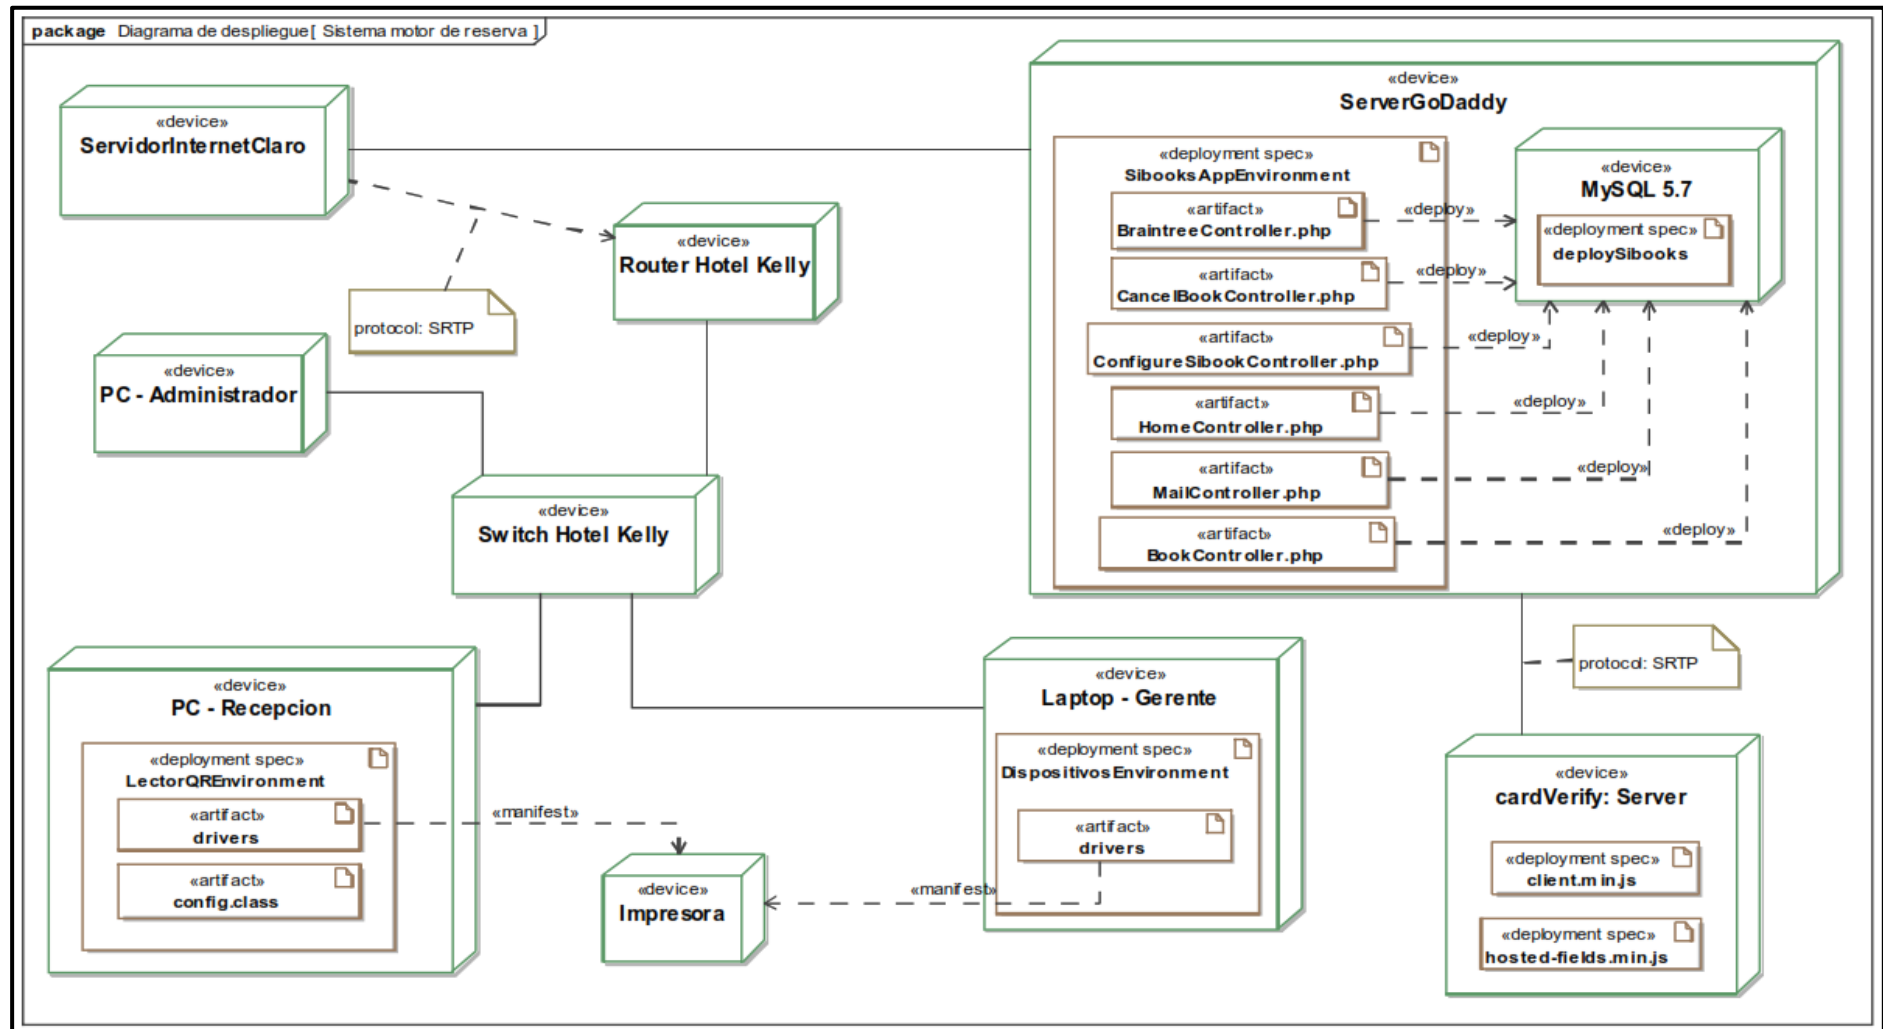 package Diagrama de despliegue[ Sistema motor de reserva ]
«device»
ServidorInternetClaro
«device»
Router Hotel Kelly
protocol: SRTP
«device»
PC - Administrador
«device»
Switch Hotel Kelly
«device»
ServerGoDaddy
«deployment spec»
SibooksAppEnvironment
«artifact»
BraintreeController.php
«deploy»
«artifact»
CancelBookController.php
«deploy»
«artifact»
ConfigureSibookController.php
«deploy»
«artifact»
HomeController.php
«deploy»
«artifact»
MailController.php
«deploy»
«artifact»
BookController.php
«deploy»
«device»
MySQL 5.7
«deployment spec»
deploySibooks
protocol: SRTP
«device»
PC - Recepcion
«deployment spec»
LectorQREnvironment
«artifact»
drivers
«artifact»
config.class
«manifest»
«device»
Impresora
«manifest»
«device»
Laptop - Gerente
«deployment spec»
DispositivosEnvironment
«artifact»
drivers
«device»
cardVerify: Server
«deployment spec»
client.min.js
«deployment spec»
hosted-fields.min.js